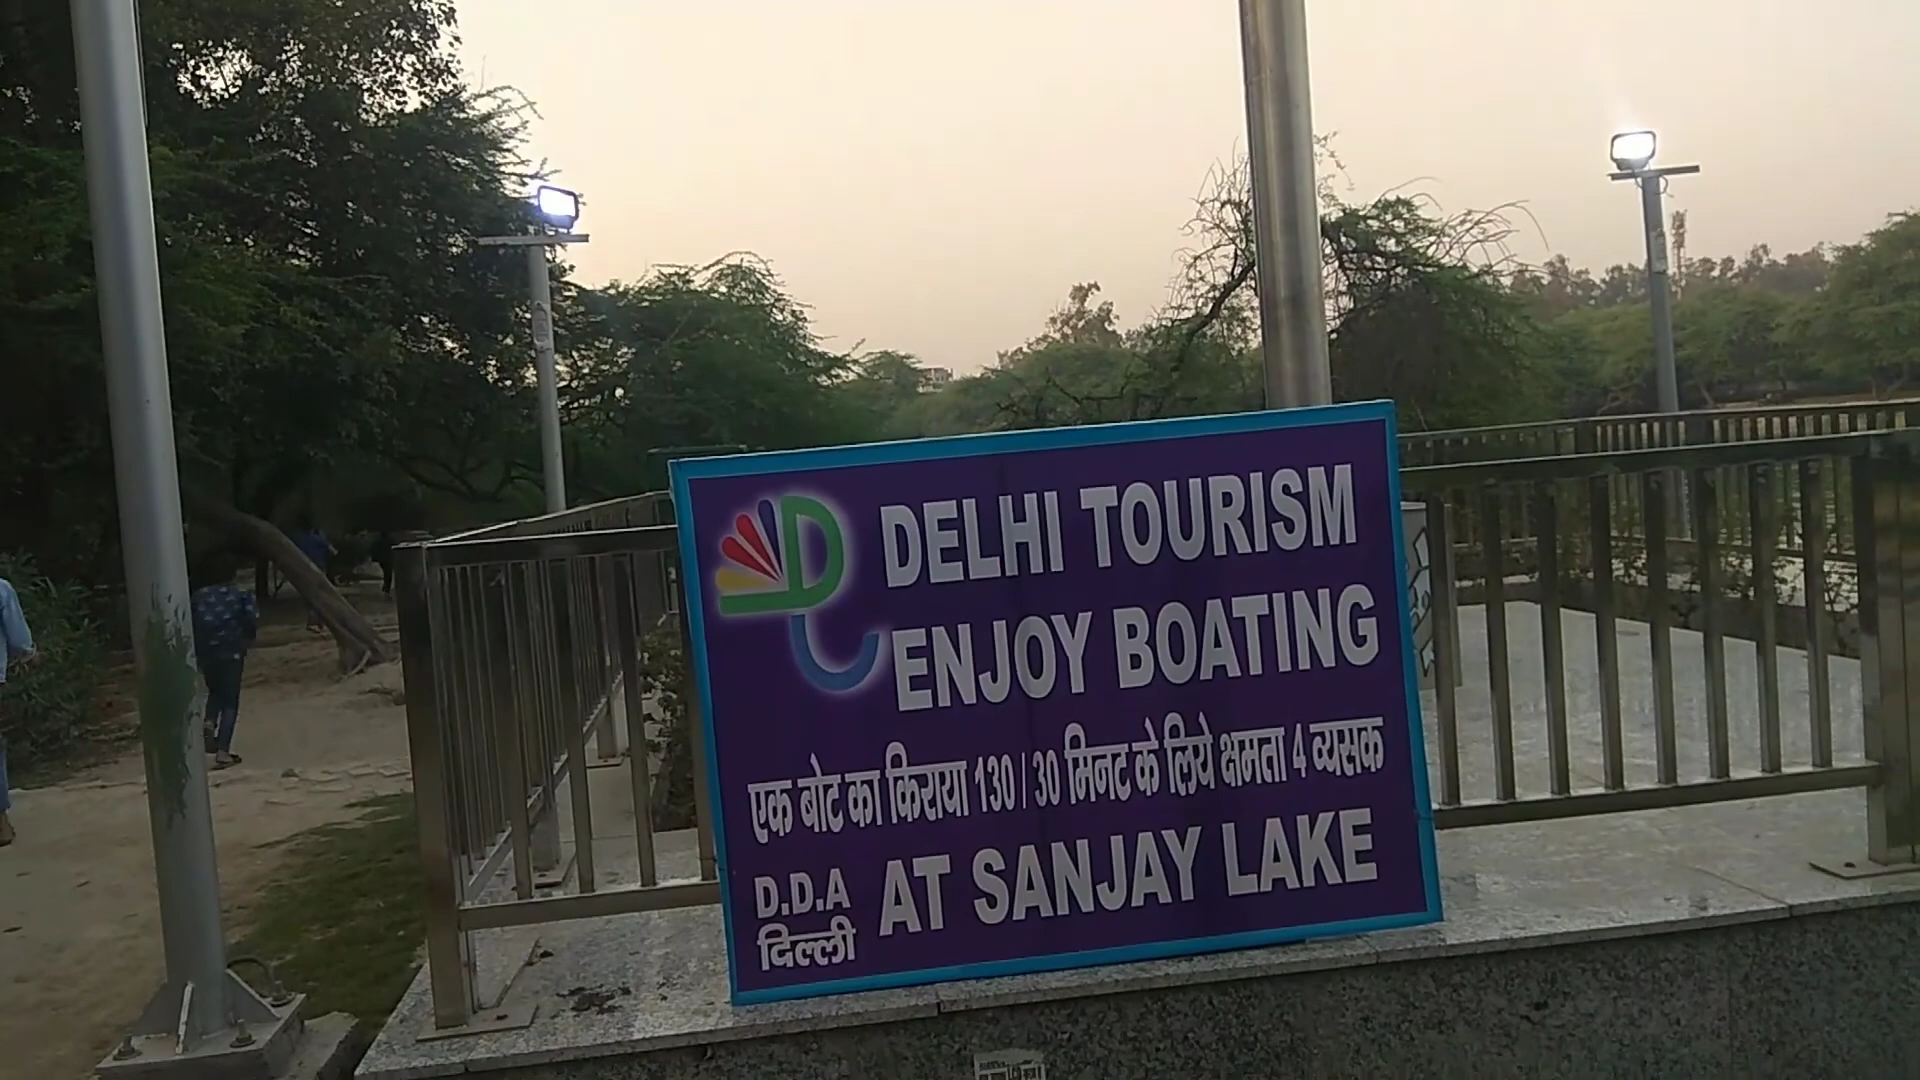 DELHI TOURISM
ENJOY BOATING
एक बोट का किराया 130 / 30 मिनट के लिये क्षमता 4 व्यसक
D.D.A दिल्ली
AT SANJAY LAKE